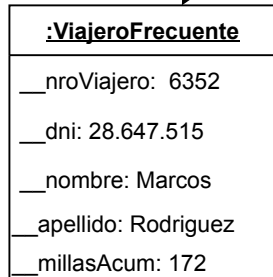 :ViajeroFrecuente
__nroViajero:  6352
__dni: 28.647.515
__nombre: Marcos
__apellido: Rodriguez
__millasAcum: 172